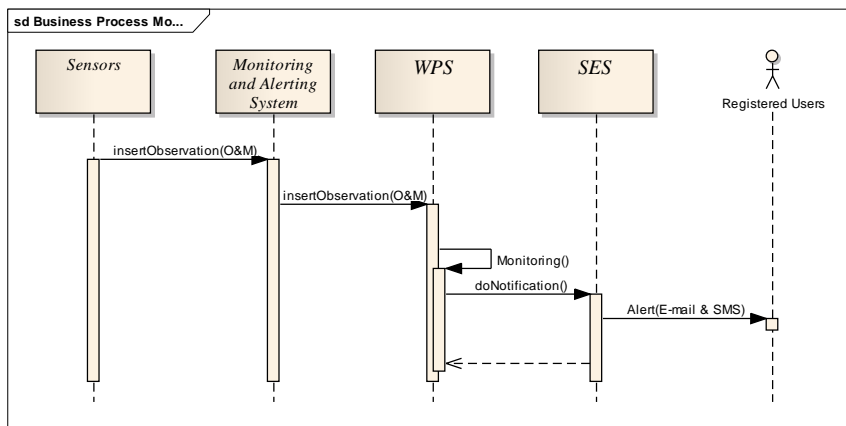 sd Business Process Mo...
Sensors
Monitoring
and Alerting
System
WPS
SES
Registered Users
insertObservation(O&M)
insertObservation(O&M)
Monitoring()
doNotification()
Alert(E-mail & SMS)